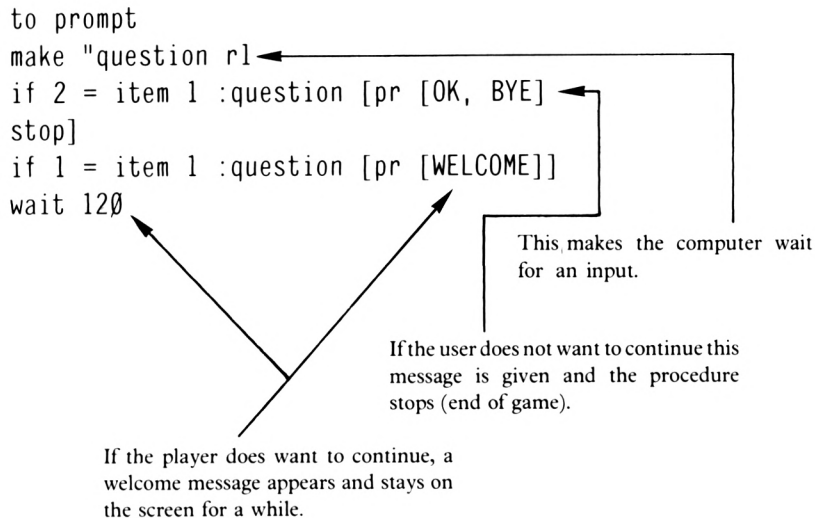 to prompt
make "question rl
if 2 = item 1 :question [pr [OK, BYE]
stop]
if 1 = item 1 :question [pr [WELCOME]]
wait 120
This makes the computer wait
for an input.
If the user does not want to continue this
message is given and the procedure
stops (end of game).
If the player does want to continue, a
welcome message appears and stays on
the screen for a while.